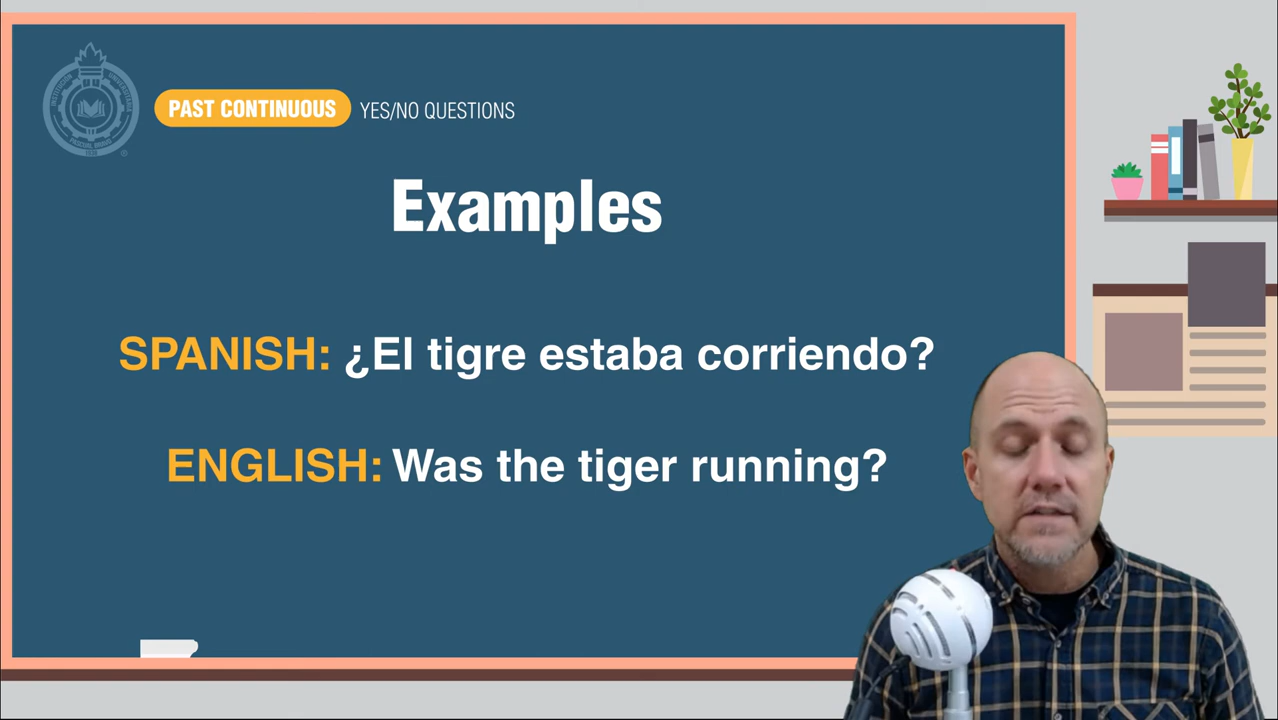 PAST CONTINUOUS YES/NO QUESTIONS
Examples
SPANISH: ¿El tigre estaba corriendo?
ENGLISH: Was the tiger running?